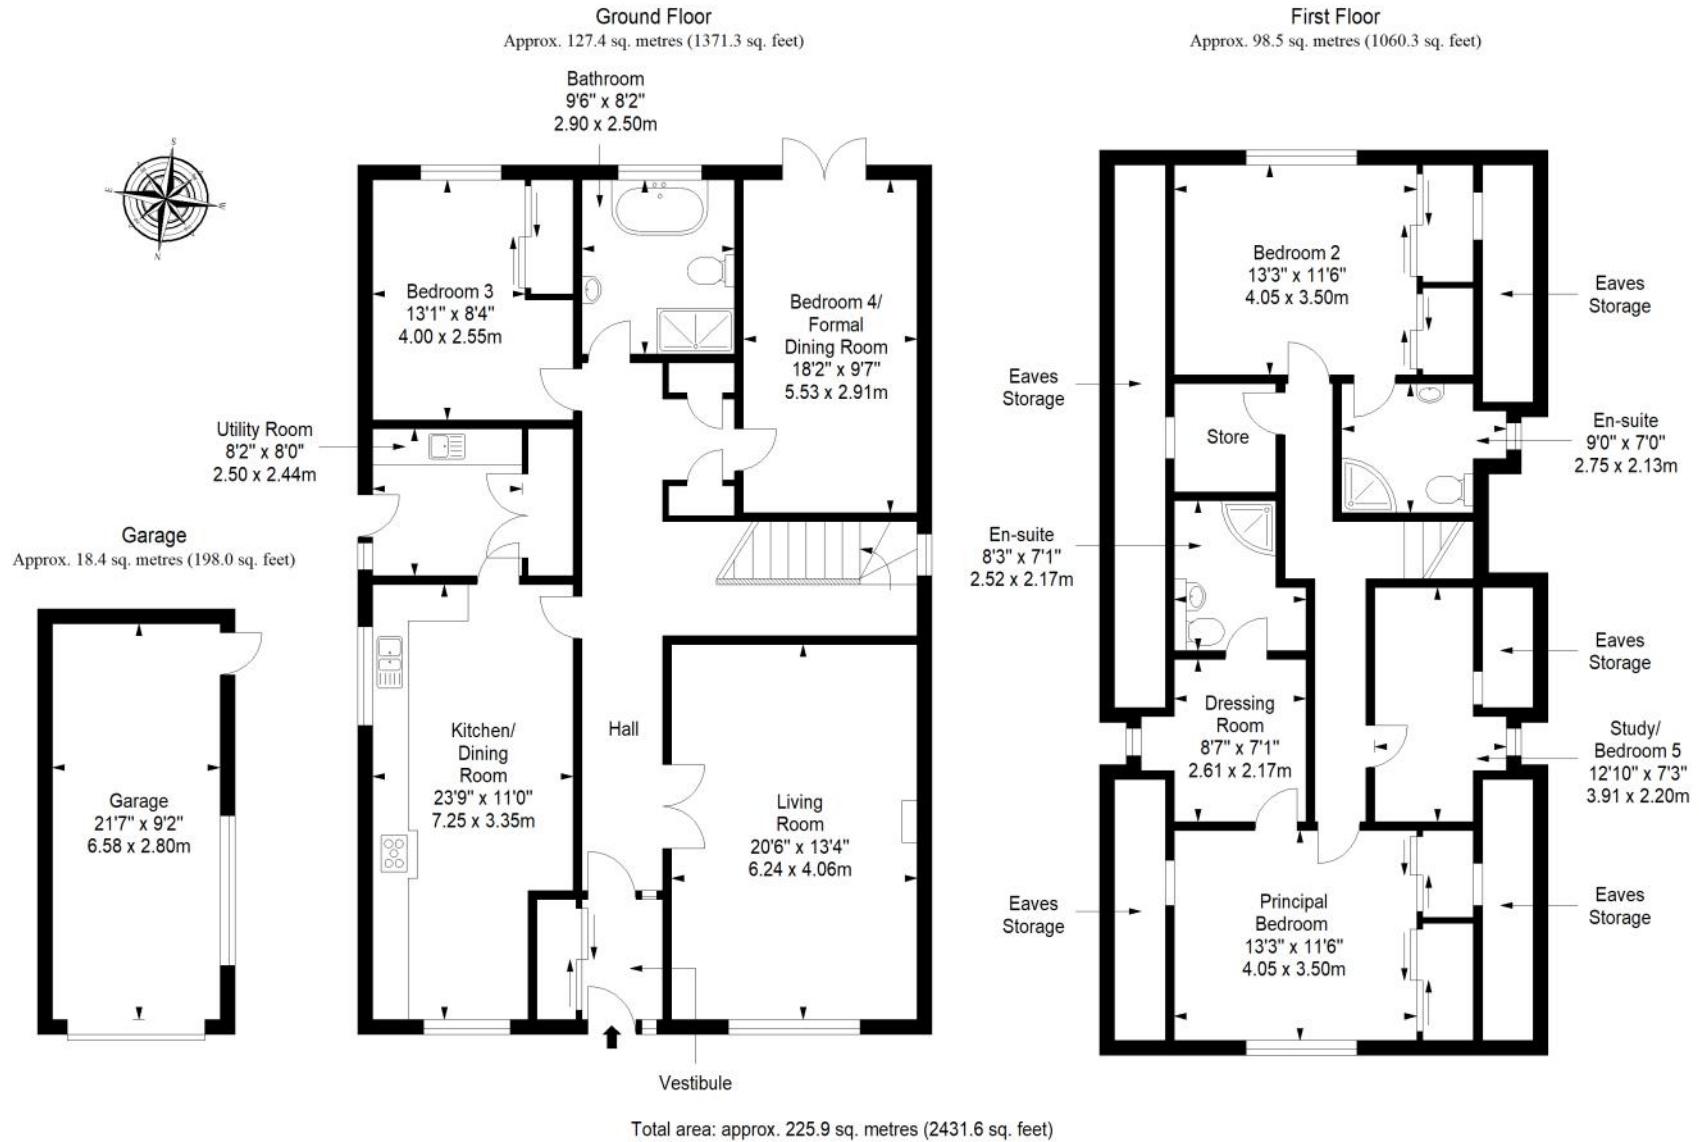 Ground Floor
Approx. 127.4 sq. metres (1371.3 sq. feet)
First Floor
Approx. 98.5 sq. metres (1060.3 sq. feet)
S
E
W
N
Bathroom
9'6" x 8'2"
2.90 x 2.50m
Bedroom 3
13'1" x 8'4"
4.00 x 2.55m
Bedroom 4/
Formal
Dining Room
18'2" x 9'7"
5.53 x 2.91m
Utility Room
8'2" x 8'0"
2.50 x 2.44m
Garage
Approx. 18.4 sq. metres (198.0 sq. feet)
Garage
21'7" x 9'2"
6.58 x 2.80m
Kitchen/
Dining
Room
23'9" x 11'0"
7.25 x 3.35m
Hall
Living
Room
20'6" x 13'4"
6.24 x 4.06m
Vestibule
Bedroom 2
13'3" x 11'6"
4.05 x 3.50m
Eaves
Storage
Eaves
Storage
Store
En-suite
9'0" x 7'0"
2.75 x 2.13m
En-suite
8'3" x 7'1"
2.52 x 2.17m
Eaves
Storage
Dressing
Room
8'7" x 7'1"
2.61 x 2.17m
Study/
Bedroom 5
12'10" x 7'3"
3.91 x 2.20m
Eaves
Storage
Principal
Bedroom
13'3" x 11'6"
4.05 x 3.50m
Eaves
Storage
Total area: approx. 225.9 sq. metres (2431.6 sq. feet)